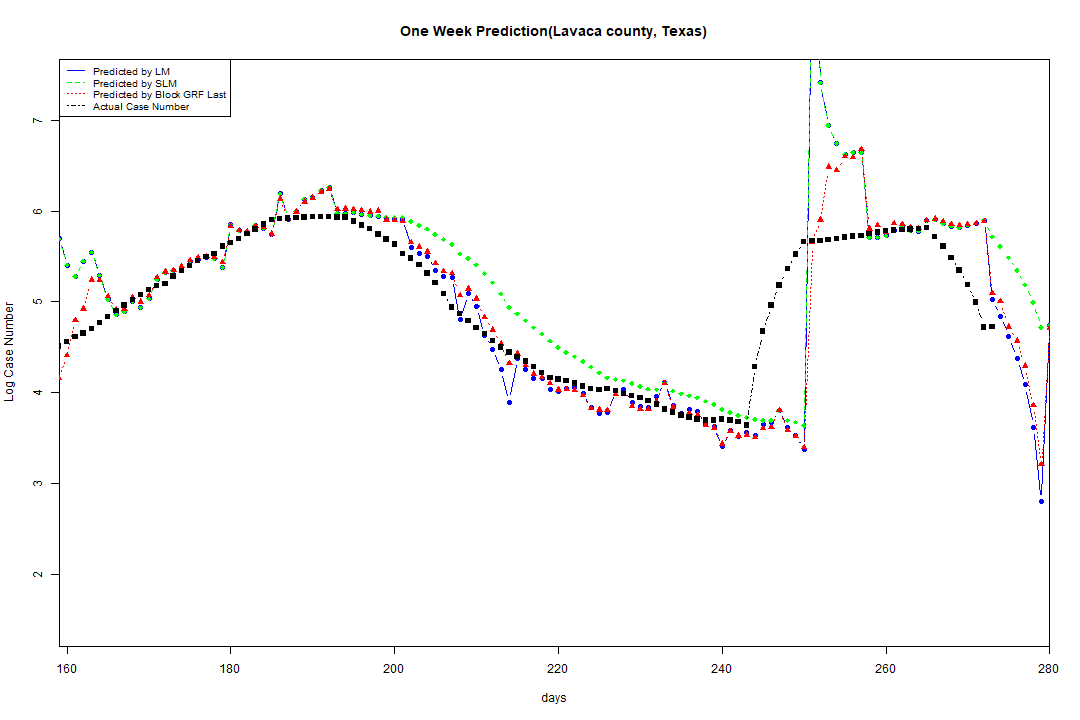 One Week Prediction(Lavaca county, Texas)
Predicted by LM
Predicted by SLM
Predicted by Block GRF Last
Actual Case Number
7
6
5
4
3
2
Log Case Number
160 180 200 220 240 260 280
days